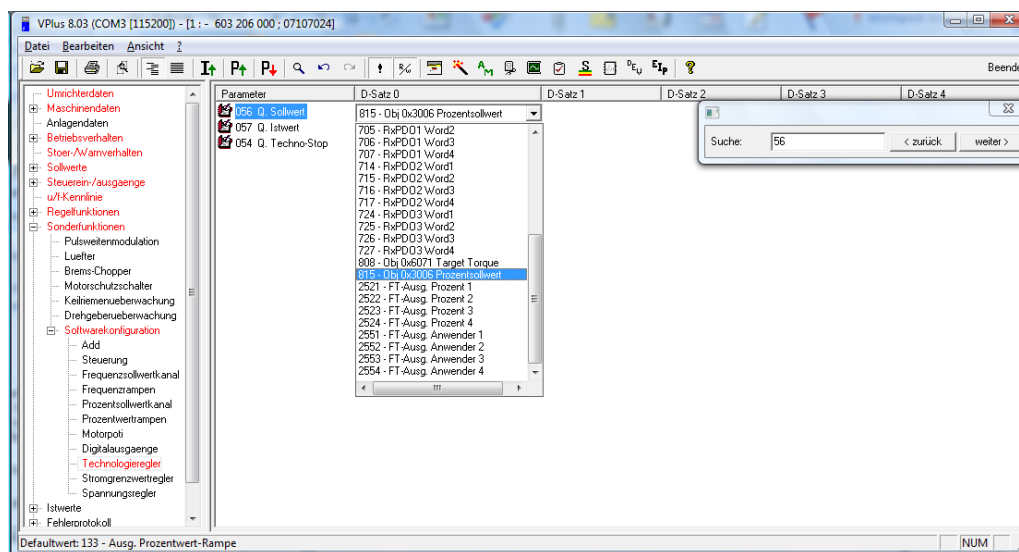 VPlus 8.03 (COM3 [115200]) - [1 : - 603 206 000 ; 07107024]
Datei Bearbeiten Ansicht ?
I P P % A M S D E U E I P ? Beende
Umrichterdaten
Maschinendaten
Anlagendaten
Betriebsverhalten
Stoer-/Warnverhalten
Sollwerte
Steuerein-/ausgaenge
u/f-Kennlinie
Regelfunktionen
Sonderfunktionen
Pulsweitenmodulation
Luefter
Brems-Chopper
Motorschutzschalter
Keilriemenueberwachung
Drehgeberueberwachung
Softwarekonfiguration
Add
Steuerung
Frequenzsollwertkanal
Frequenzrampen
Prozentsollwertkanal
Prozentwertrampen
Motorpoti
Digitalausgaenge
Technologieregler
Stromgrenzwertregler
Spannungsregler
Istwerte
Fehlerprotokoll
Parameter D-Satz 0 D-Satz 1 D-Satz 2 D-Satz 3 D-Satz 4
056 Q. Sollwert 815 - Obj 0x3006 Prozentsollwert
057 Q. Istwert
054 Q. Techno-Stop
705 - RxPDO1 Word2
706 - RxPDO1 Word3
707 - RxPDO1 Word4
714 - RxPDO2 Word1
715 - RxPDO2 Word2
716 - RxPDO2 Word3
717 - RxPDO2 Word4
724 - RxPDO3 Word1
725 - RxPDO3 Word2
726 - RxPDO3 Word3
727 - RxPDO3 Word4
808 - Obj 0x6071 Target Torque
815 - Obj 0x3006 Prozentsollwert
2521 - FT-Ausg. Prozent 1
2522 - FT-Ausg. Prozent 2
2523 - FT-Ausg. Prozent 3
2524 - FT-Ausg. Prozent 4
2551 - FT-Ausg. Anwender 1
2552 - FT-Ausg. Anwender 2
2553 - FT-Ausg. Anwender 3
2554 - FT-Ausg. Anwender 4
Suche: 56 < zurück weiter >
Defaultwert: 133 - Ausg. Prozentwert-Rampe NUM